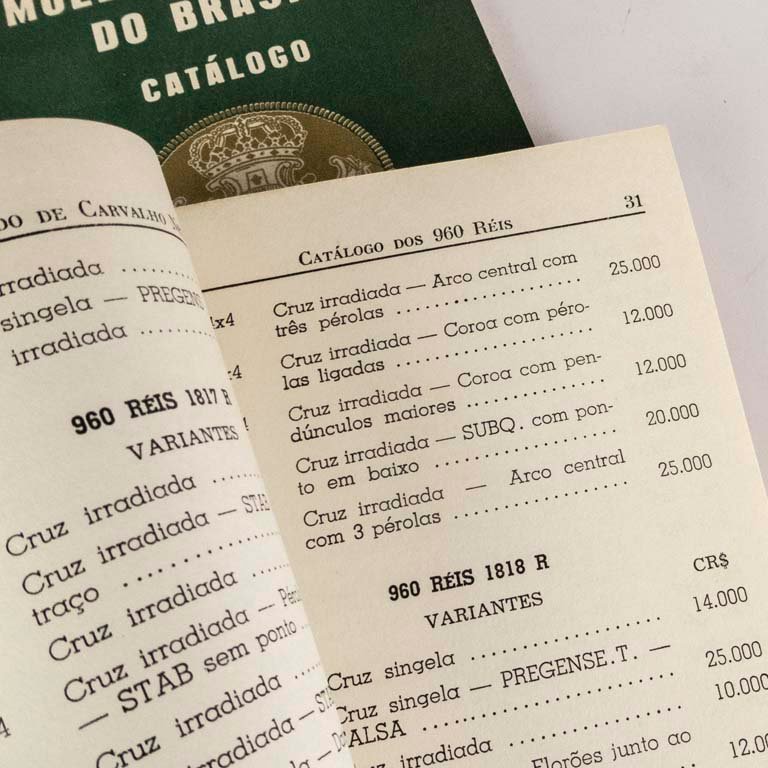 DO
CATÁLOGO
DO DE CARVALHO
irradiada ..........
singela —
irradiada ..........
960 RÉIS 1817 R
VARIANTES
Cruz irradiada ......
Cruz irradiada —
traço ..........
Cruz irradiada ......
Cruz irradiada —
— STAB sem ponto ...
Cruz irradiada ......
irradiada —
Cruz irradiada
irradiada —
CATÁLOGO DOS 960 RÉIS 31
Cruz irradiada — Arco central com
três pérolas .................... 25.000
Cruz irradiada — Coroa com péro-
las ligadas .................... 12.000
Cruz irradiada — Coroa com pen-
dúnculos maiores ............... 12.000
Cruz irradiada — SUBQ. com pon-
to em baixo .................... 20.000
Cruz irradiada — Arco central
com 3 pérolas .................. 25.000
960 RÉIS 1818 R
VARIANTES CR$
Cruz singela .................... 14.000
Cruz singela — PREGENSE.T. —
FALSA .................... 25.000
irradiada .................... 10.000
Florões junto ao